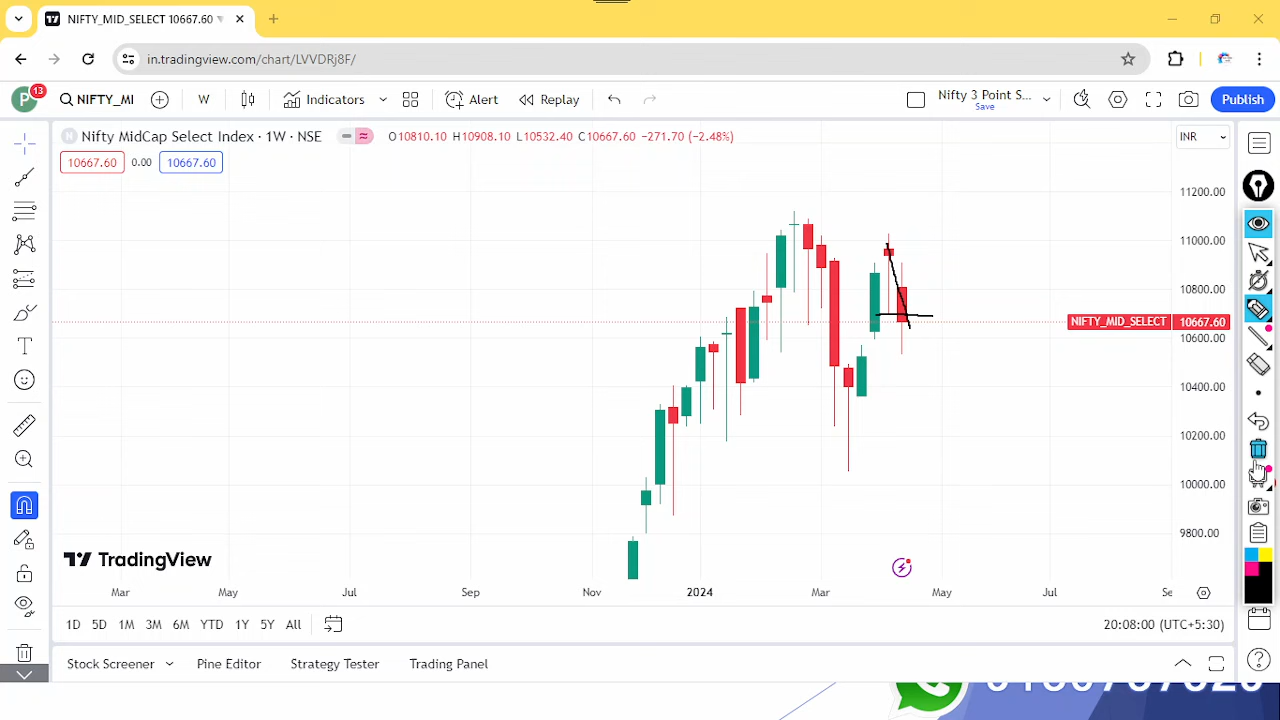 NIFTY_MID_SELECT 10667.60
in.tradingview.com/chart/LVVDRj8F/
P 13 NIFTY_MI W Indicators Alert Replay Nifty 3 Point S... Save Publish
N Nifty MidCap Select Index · 1W · NSE O10810.10 H10908.10 L10532.40 C10667.60 −271.70 (−2.48%) INR
10667.60 0.00 10667.60
11200.00
11000.00
10800.00
NIFTY_MID_SELECT 10667.60
10600.00
10400.00
10200.00
10000.00
9800.00
TradingView
Mar May Jul Sep Nov 2024 Mar May Jul Se
1D 5D 1M 3M 6M YTD 1Y 5Y All 20:08:00 (UTC+5:30)
Stock Screener Pine Editor Strategy Tester Trading Panel